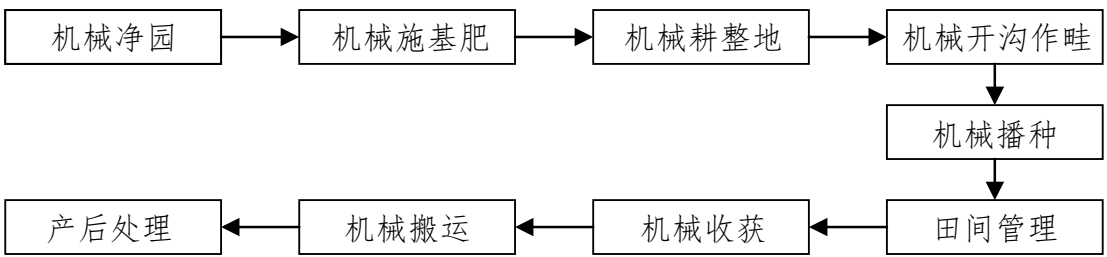 机械净园
机械施基肥
机械耕整地
机械开沟作畦
机械播种
田间管理
机械收获
机械搬运
产后处理